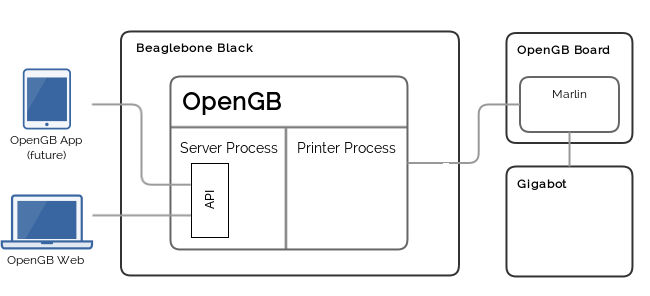 Beaglebone Black
OpenGB
Server Process
Printer Process
API
OpenGB App
(future)
OpenGB Web
OpenGB Board
Marlin
Gigabot